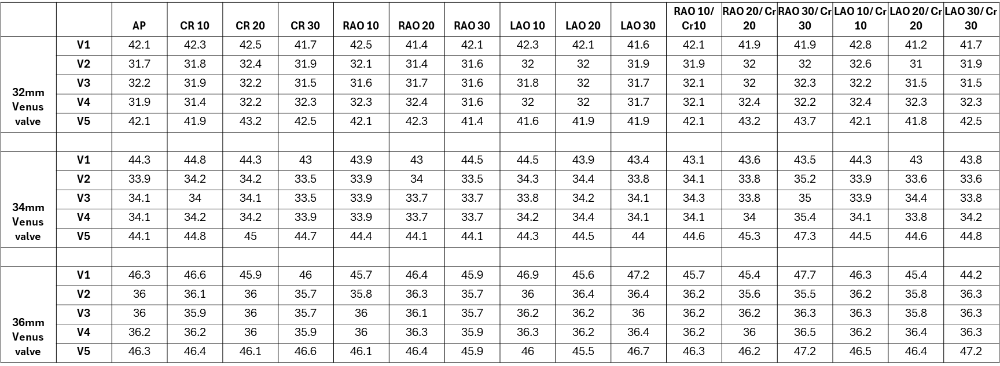 AP CR 10 CR 20 CR 30 RAO 10 RAO 20 RAO 30 LAO 10 LAO 20 LAO 30 RAO 10/ Cr10 RAO 20/ Cr 20 RAO 30/ Cr 30 LAO 10/ Cr 10 LAO 20/ Cr 20 LAO 30/ Cr 30
32mm Venus valve
V1 42.1 42.3 42.5 41.7 42.5 41.4 42.1 42.3 42.1 41.6 42.1 41.9 41.9 42.8 41.2 41.7
V2 31.7 31.8 32.4 31.9 32.1 31.4 31.6 32 32 31.9 31.9 32 32 32.6 31 31.9
V3 32.2 31.9 32.2 31.5 31.6 31.7 31.6 31.8 32 31.7 32.1 32 32.3 32.2 31.5 31.5
V4 31.9 31.4 32.2 32.3 32.3 32.4 31.6 32 32 31.7 32.1 32.4 32.2 32.4 32.3 32.3
V5 42.1 41.9 43.2 42.5 42.1 42.3 41.4 41.6 41.9 41.9 42.1 43.2 43.7 42.1 41.8 42.5
34mm Venus valve
V1 44.3 44.8 44.3 43 43.9 43 44.5 44.5 43.9 43.4 43.1 43.6 43.5 44.3 43 43.8
V2 33.9 34.2 34.2 33.5 33.9 34 33.5 34.3 34.4 33.8 34.1 33.8 35.2 33.9 33.6 33.6
V3 34.1 34 34.1 33.5 33.9 33.7 33.7 33.8 34.2 34.1 34.3 33.8 35 33.9 34.4 33.8
V4 34.1 34.2 34.2 33.9 33.9 33.7 33.7 34.2 34.4 34.1 34.1 34 35.4 34.1 33.8 34.2
V5 44.1 44.8 45 44.7 44.4 44.1 44.1 44.3 44.5 44 44.6 45.3 47.3 44.5 44.6 44.8
36mm Venus valve
V1 46.3 46.6 45.9 46 45.7 46.4 45.9 46.9 45.6 47.2 45.7 45.4 47.7 46.3 45.4 44.2
V2 36 36.1 36 35.7 35.8 36.3 35.7 36 36.4 36.4 36.2 35.6 35.5 36.2 35.8 36.3
V3 36 35.9 36 35.7 36 36.1 35.7 36.2 36.2 36 36.2 36.2 36.3 36.3 35.8 36.3
V4 36.2 36.2 36 35.9 36 36.3 35.9 36.3 36.2 36.4 36.2 36 36.5 36.2 36.4 36.3
V5 46.3 46.4 46.1 46.6 46.1 46.4 45.9 46 45.5 46.7 46.3 46.2 47.2 46.5 46.4 47.2